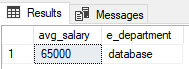 Results Messages
avg_salary e_department
1 65000 database